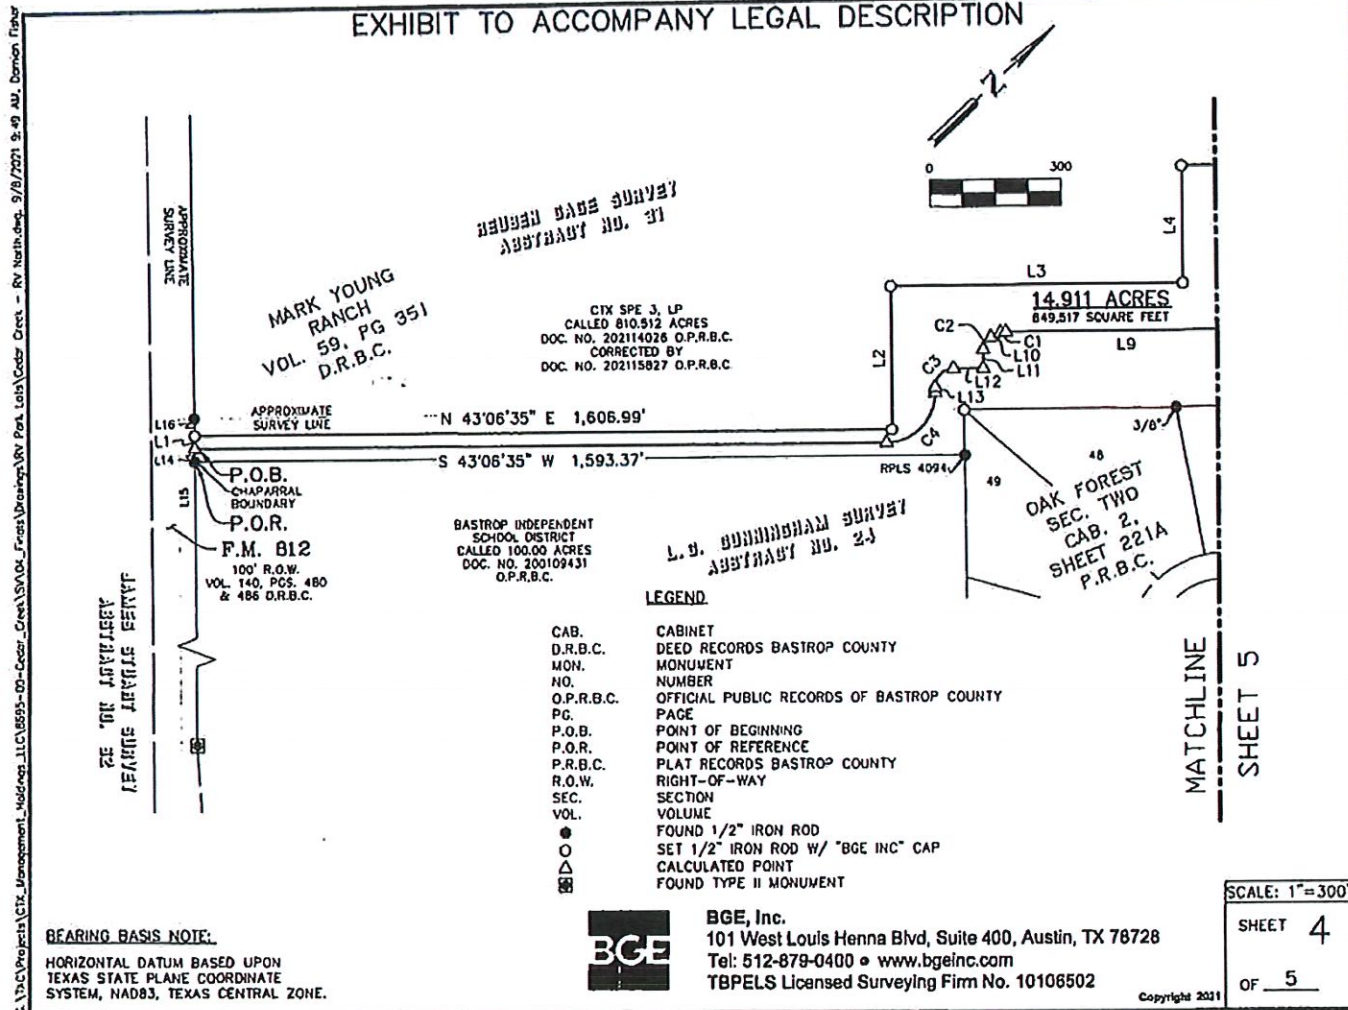 EXHIBIT TO ACCOMPANY LEGAL DESCRIPTION
N
0 300
APPROXIMATE
SURVEY LINE
REUBEN GAGE SURVEY
ABSTRACT NO. 31
MARK YOUNG
RANCH
VOL. 59, PG 351
D.R.B.C.
CTX SPE 3, LP
CALLED 810.512 ACRES
DOC. NO. 202114026 O.P.R.B.C.
CORRECTED BY
DOC. NO. 202115827 O.P.R.B.C.
L4
L3
14.911 ACRES
649,517 SQUARE FEET
C2
C1
L10
L9
L2
C3
L11
L12
L13
C4
L16
APPROXIMATE
SURVEY LINE
N 43°06'35" E 1,606.99'
L1
L14
S 43°06'35" W 1,593.37'
RPLS 4094
3/8"
48
49
P.O.B.
CHAPARRAL
BOUNDARY
P.O.R.
L15
F.M. 812
100' R.O.W.
VOL. 140, PGS. 480
& 486 D.R.B.C.
BASTROP INDEPENDENT
SCHOOL DISTRICT
CALLED 100.00 ACRES
DOC. NO. 200109431
O.P.R.B.C.
L.C. CUNNINGHAM SURVEY
ABSTRACT NO. 24
OAK FOREST
SEC. TWO
CAB. 2,
SHEET 221A
P.R.B.C.
JAMES STUART SURVEY
ABSTRACT NO. 92
LEGEND
CAB. CABINET
D.R.B.C. DEED RECORDS BASTROP COUNTY
MON. MONUMENT
NO. NUMBER
O.P.R.B.C. OFFICIAL PUBLIC RECORDS OF BASTROP COUNTY
PG. PAGE
P.O.B. POINT OF BEGINNING
P.O.R. POINT OF REFERENCE
P.R.B.C. PLAT RECORDS BASTROP COUNTY
R.O.W. RIGHT-OF-WAY
SEC. SECTION
VOL. VOLUME
FOUND 1/2" IRON ROD
SET 1/2" IRON ROD W/ "BGE INC" CAP
CALCULATED POINT
FOUND TYPE II MONUMENT
MATCHLINE
SHEET 5
BEARING BASIS NOTE:
HORIZONTAL DATUM BASED UPON
TEXAS STATE PLANE COORDINATE
SYSTEM, NAD83, TEXAS CENTRAL ZONE.
BGE
BGE, Inc.
101 West Louis Henna Blvd, Suite 400, Austin, TX 78728
Tel: 512-879-0400 • www.bgeinc.com
TBPELS Licensed Surveying Firm No. 10106502
Copyright 2021
SCALE: 1"=300'
SHEET 4
OF 5